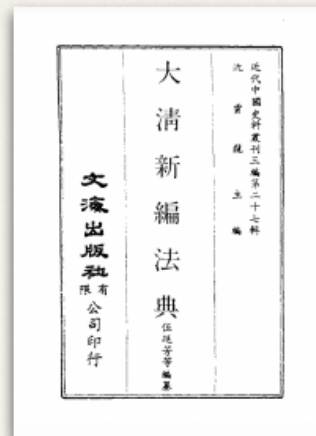 近代中國史料叢刊三編第二十七輯
沈雲龍主編
大清新編法典
伍廷芳等編纂
文海出版社
有限
公司印行